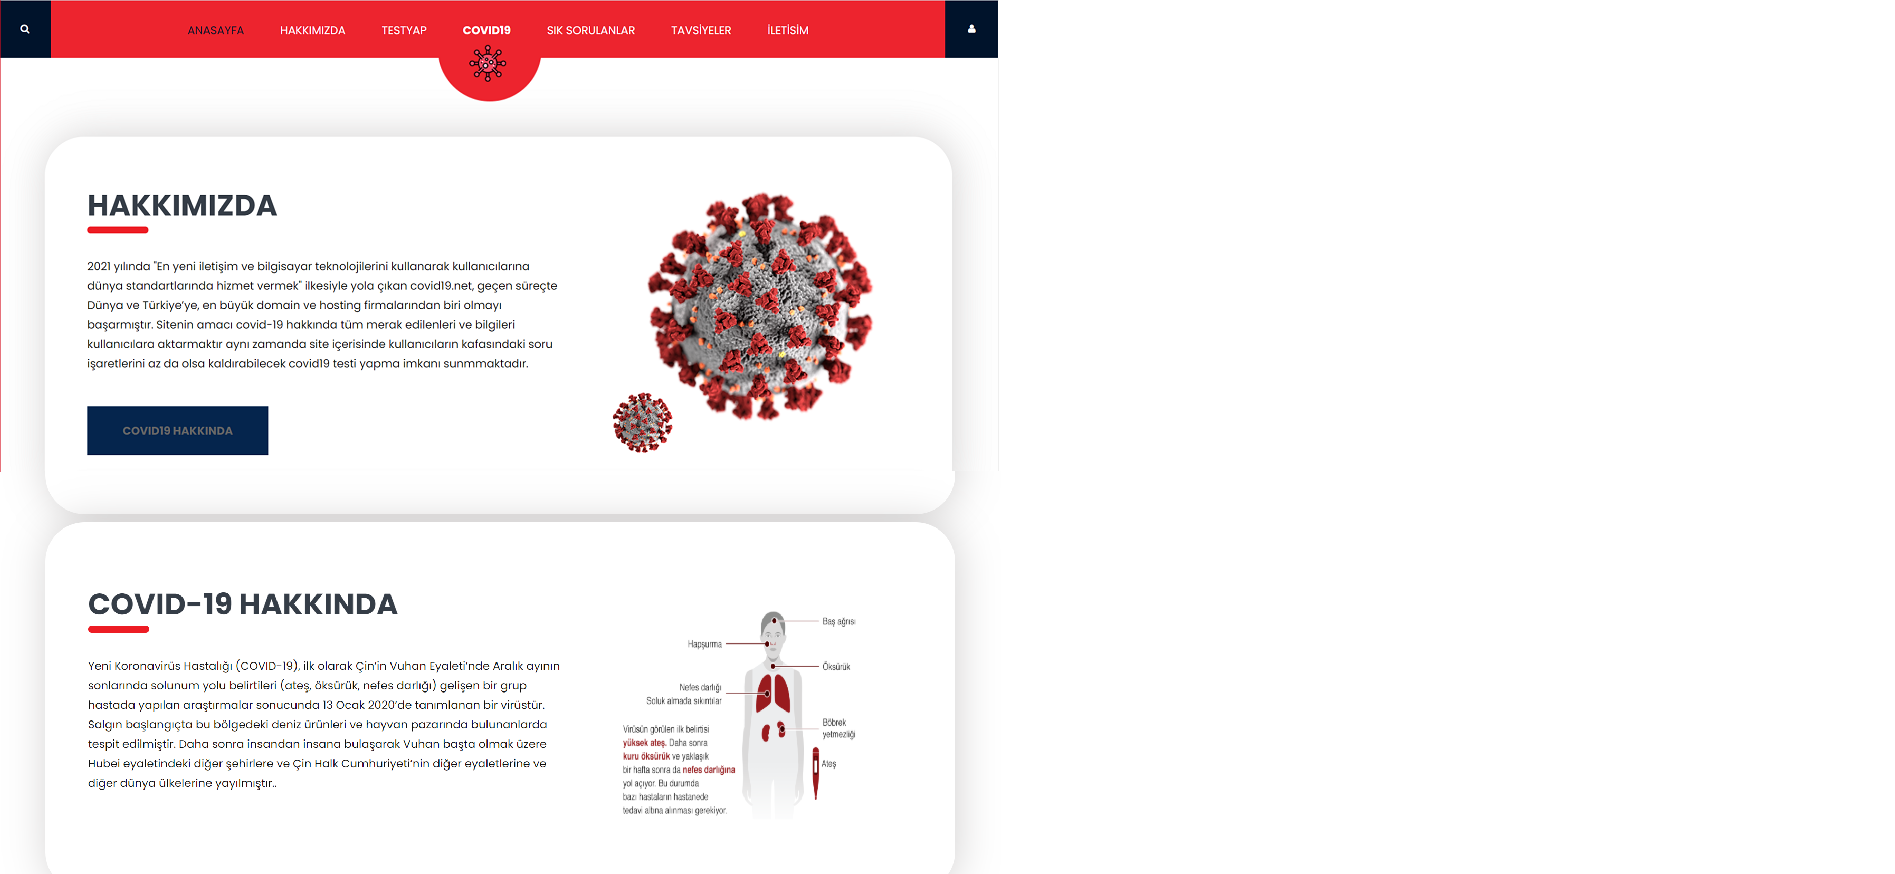 ANASAYFA HAKKIMIZDA TESTYAP COVID19 SIK SORULANLAR TAVSİYELER İLETİSİM
HAKKIMIZDA
2021 yılında "En yeni iletişim ve bilgisayar teknolojilerini kullanarak kullanıcılarına
dünya standartlarında hizmet vermek" ilkesiyle yola çıkan covid19.net, geçen süreçte
Dünya ve Türkiye'ye, en büyük domain ve hosting firmalarından biri olmayı
başarmıştır. Sitenin amacı covid-19 hakkında tüm merak edilenleri ve bilgileri
kullanıcılara aktarmaktır aynı zamanda site içerisinde kullanıcıların kafasındaki soru
işaretlerini az da olsa kaldırabilecek covid19 testi yapma imkanı sunmmaktadır.
COVID19 HAKKINDA
COVID-19 HAKKINDA
Yeni Koronavirüs Hastalığı (COVID-19), ilk olarak Çin'in Vuhan Eyaleti'nde Aralık ayının
sonlarında solunum yolu belirtileri (ateş, öksürük, nefes darlığı) gelişen bir grup
hastada yapılan araştırmalar sonucunda 13 Ocak 2020'de tanımlanan bir virüstür.
Salgın başlangıçta bu bölgedeki deniz ürünleri ve hayvan pazarında bulunanlarda
tespit edilmiştir. Daha sonra insandan insana bulaşarak Vuhan başta olmak üzere
Hubei eyaletindeki diğer şehirlere ve Çin Halk Cumhuriyeti'nin diğer eyaletlerine ve
diğer dünya ülkelerine yayılmıştır..
Baş ağrısı
Hapşurma
Öksürük
Nefes darlığı
Soluk almada sıkıntılar
Böbrek
yetmezliği
Ateş
Virüsün görülen ilk belirtisi
yüksek ateş. Daha sonra
kuru öksürük ve yaklaşık
bir hafta sonra da nefes darlığına
yol açıyor. Bu durumda
bazı hastaların hastanede
tedavi altına alınması gerekiyor.